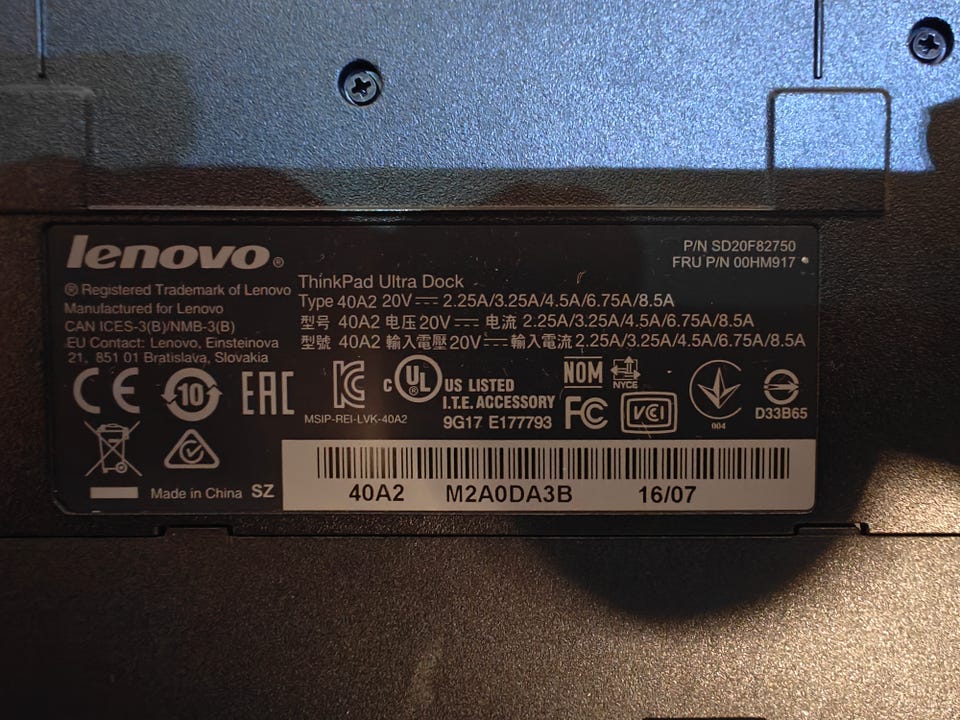 lenovo®
P/N SD20F82750
FRU P/N 00HM917
® Registered Trademark of Lenovo
Manufactured for Lenovo
CAN ICES-3(B)/NMB-3(B)
EU Contact: Lenovo, Einsteinova
21, 851 01 Bratislava, Slovakia
ThinkPad Ultra Dock
Type 40A2 20V ⎓ 2.25A/3.25A/4.5A/6.75A/8.5A
型号 40A2 电压 20V ⎓ 电流 2.25A/3.25A/4.5A/6.75A/8.5A
型號 40A2 輸入電壓 20V ⎓ 輸入電流 2.25A/3.25A/4.5A/6.75A/8.5A
CE
10
EAC
KC
MSIP-REI-LVK-40A2
c UL ® US LISTED
I.T.E. ACCESSORY
9G17 E177793
NOM
NYCE
FC
VCI
004
D33B65
Made in China SZ
40A2 M2A0DA3B 16/07